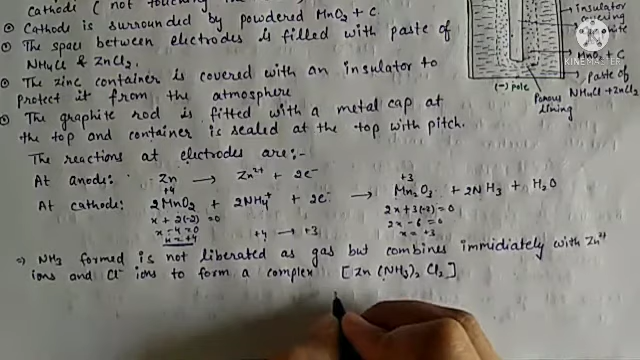 cathode (not touching the
⊙ Cathode is surrounded by powdered MnO2 + C.
⊙ The space between electrodes is filled with paste of
NH4Cl & ZnCl2.
⊙ The zinc container is covered with an insulator to
protect it from the atmosphere
⊙ The graphite rod is fitted with a metal cap at
the top and container is sealed at the top with pitch.
The reactions at electrodes are:-
At anode:- Zn → Zn2+ + 2e-
+4 +3
At cathode: 2MnO2 + 2NH4+ + 2e- → Mn2O3 + 2NH3 + H2O
x + 2(-2) = 0 2x + 3(-2) = 0
x - 4 = 0 +4 → +3 2x - 6 = 0
x = +4 x = +3
⇒ NH3 formed is not liberated as gas but combines immidiately with Zn2+
ions and Cl- ions to form a complex [Zn (NH3)2 Cl2]
insulator
covering
MnO2 + C
Paste of
NH4Cl + ZnCl2
(-) pole
Porous
lining
KINEMASTER